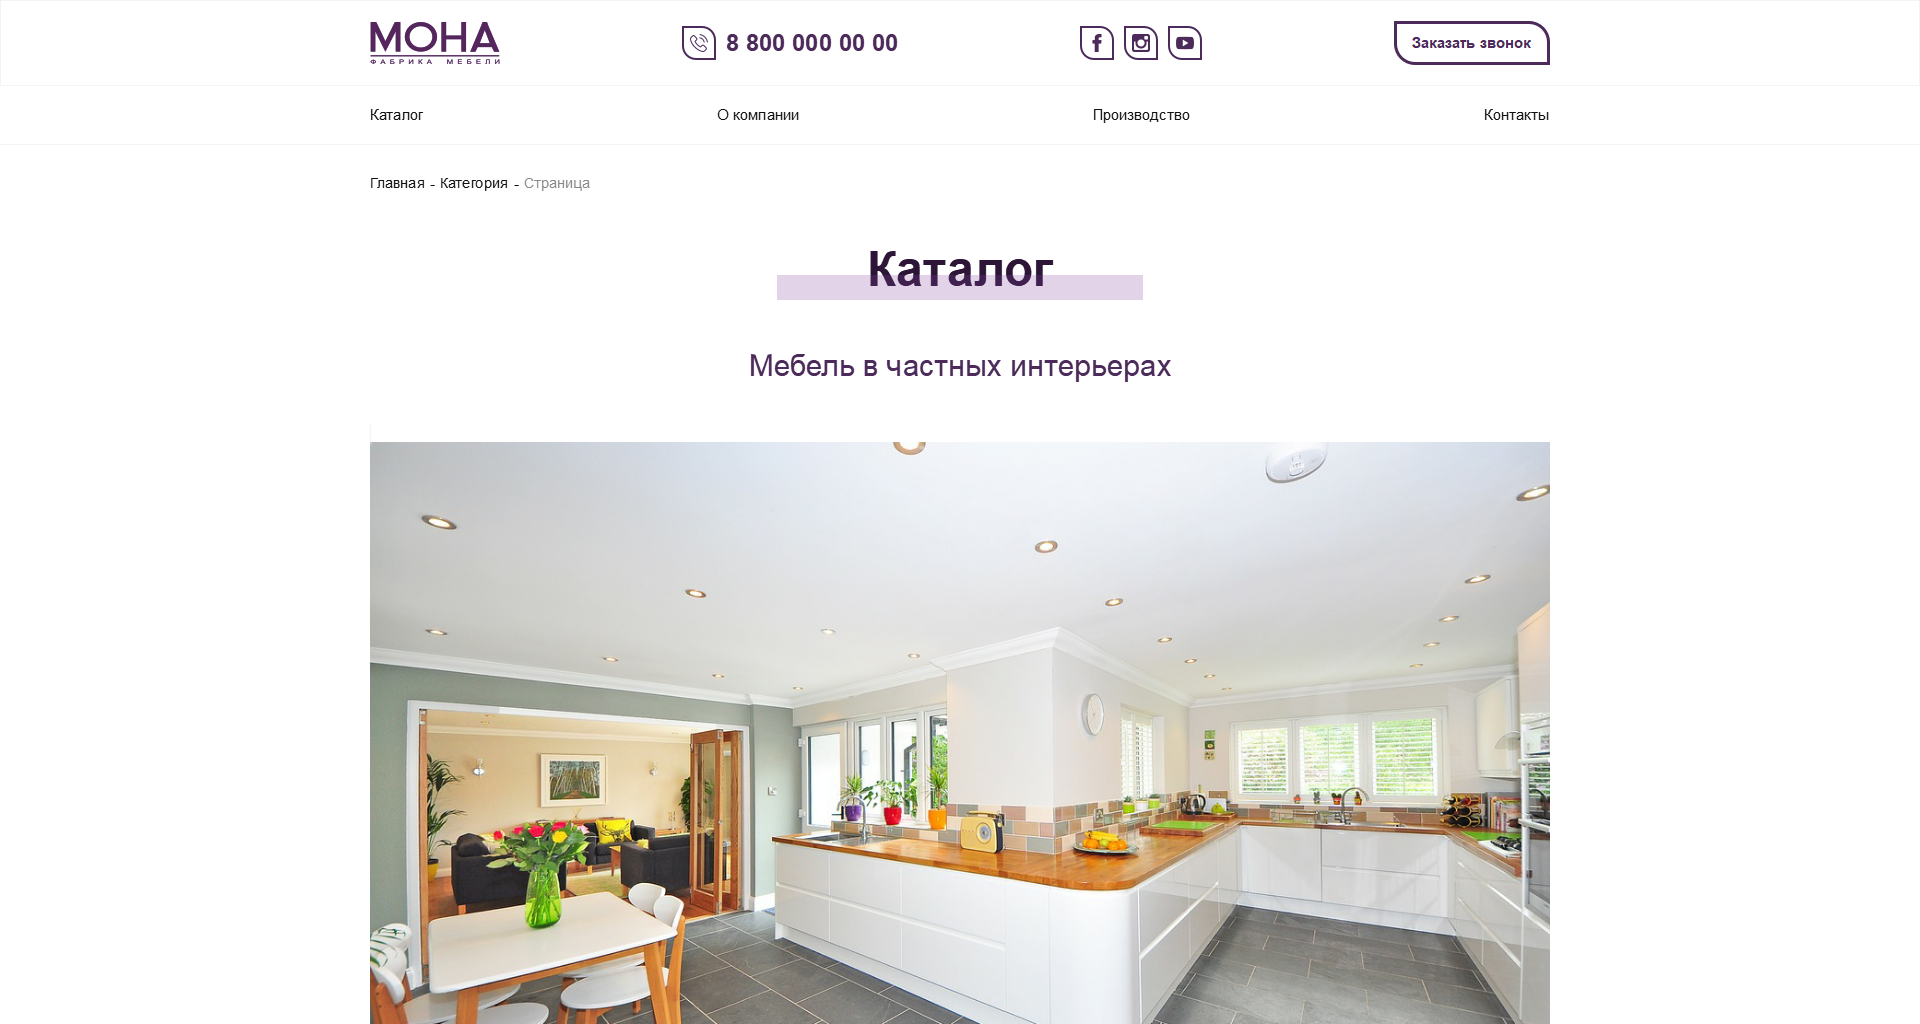 МОНА
ФАБРИКА МЕБЕЛИ
8 800 000 00 00
Заказать звонок
Каталог
О компании
Производство
Контакты
Главная - Категория - Страница
Каталог
Мебель в частных интерьерах